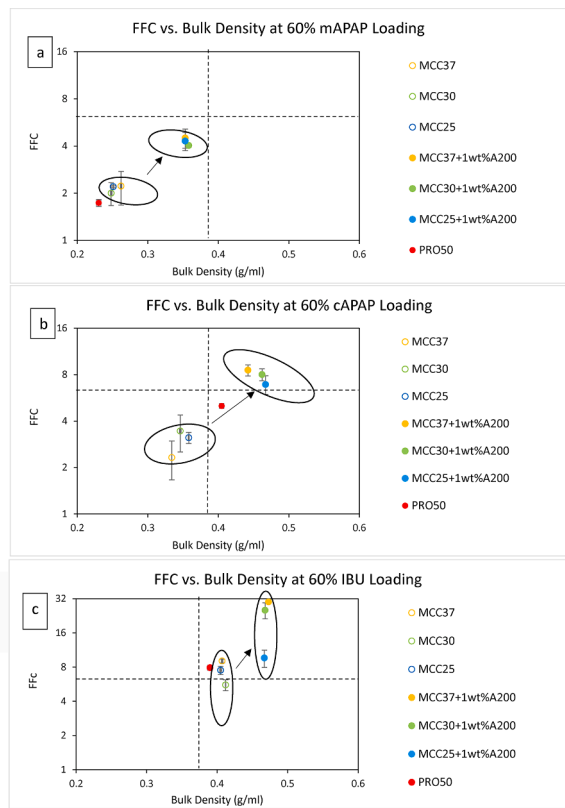 a
FFC vs. Bulk Density at 60% mAPAP Loading
16
8
4
2
1
FFC
0.2 0.3 0.4 0.5 0.6
Bulk Density (g/ml)
MCC37
MCC30
MCC25
MCC37+1wt%A200
MCC30+1wt%A200
MCC25+1wt%A200
PRO50
b
FFC vs. Bulk Density at 60% cAPAP Loading
16
8
4
2
1
FFC
0.2 0.3 0.4 0.5 0.6
Bulk Density (g/ml)
MCC37
MCC30
MCC25
MCC37+1wt%A200
MCC30+1wt%A200
MCC25+1wt%A200
PRO50
c
FFC vs. Bulk Density at 60% IBU Loading
32
16
8
4
2
1
FFc
0.2 0.3 0.4 0.5 0.6
Bulk Density (g/ml)
MCC37
MCC30
MCC25
MCC37+1wt%A200
MCC30+1wt%A200
MCC25+1wt%A200
PRO50